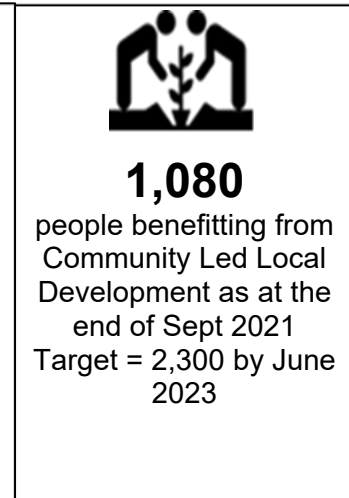 1,080
people benefitting from
Community Led Local
Development as at the
end of Sept 2021
Target = 2,300 by June
2023